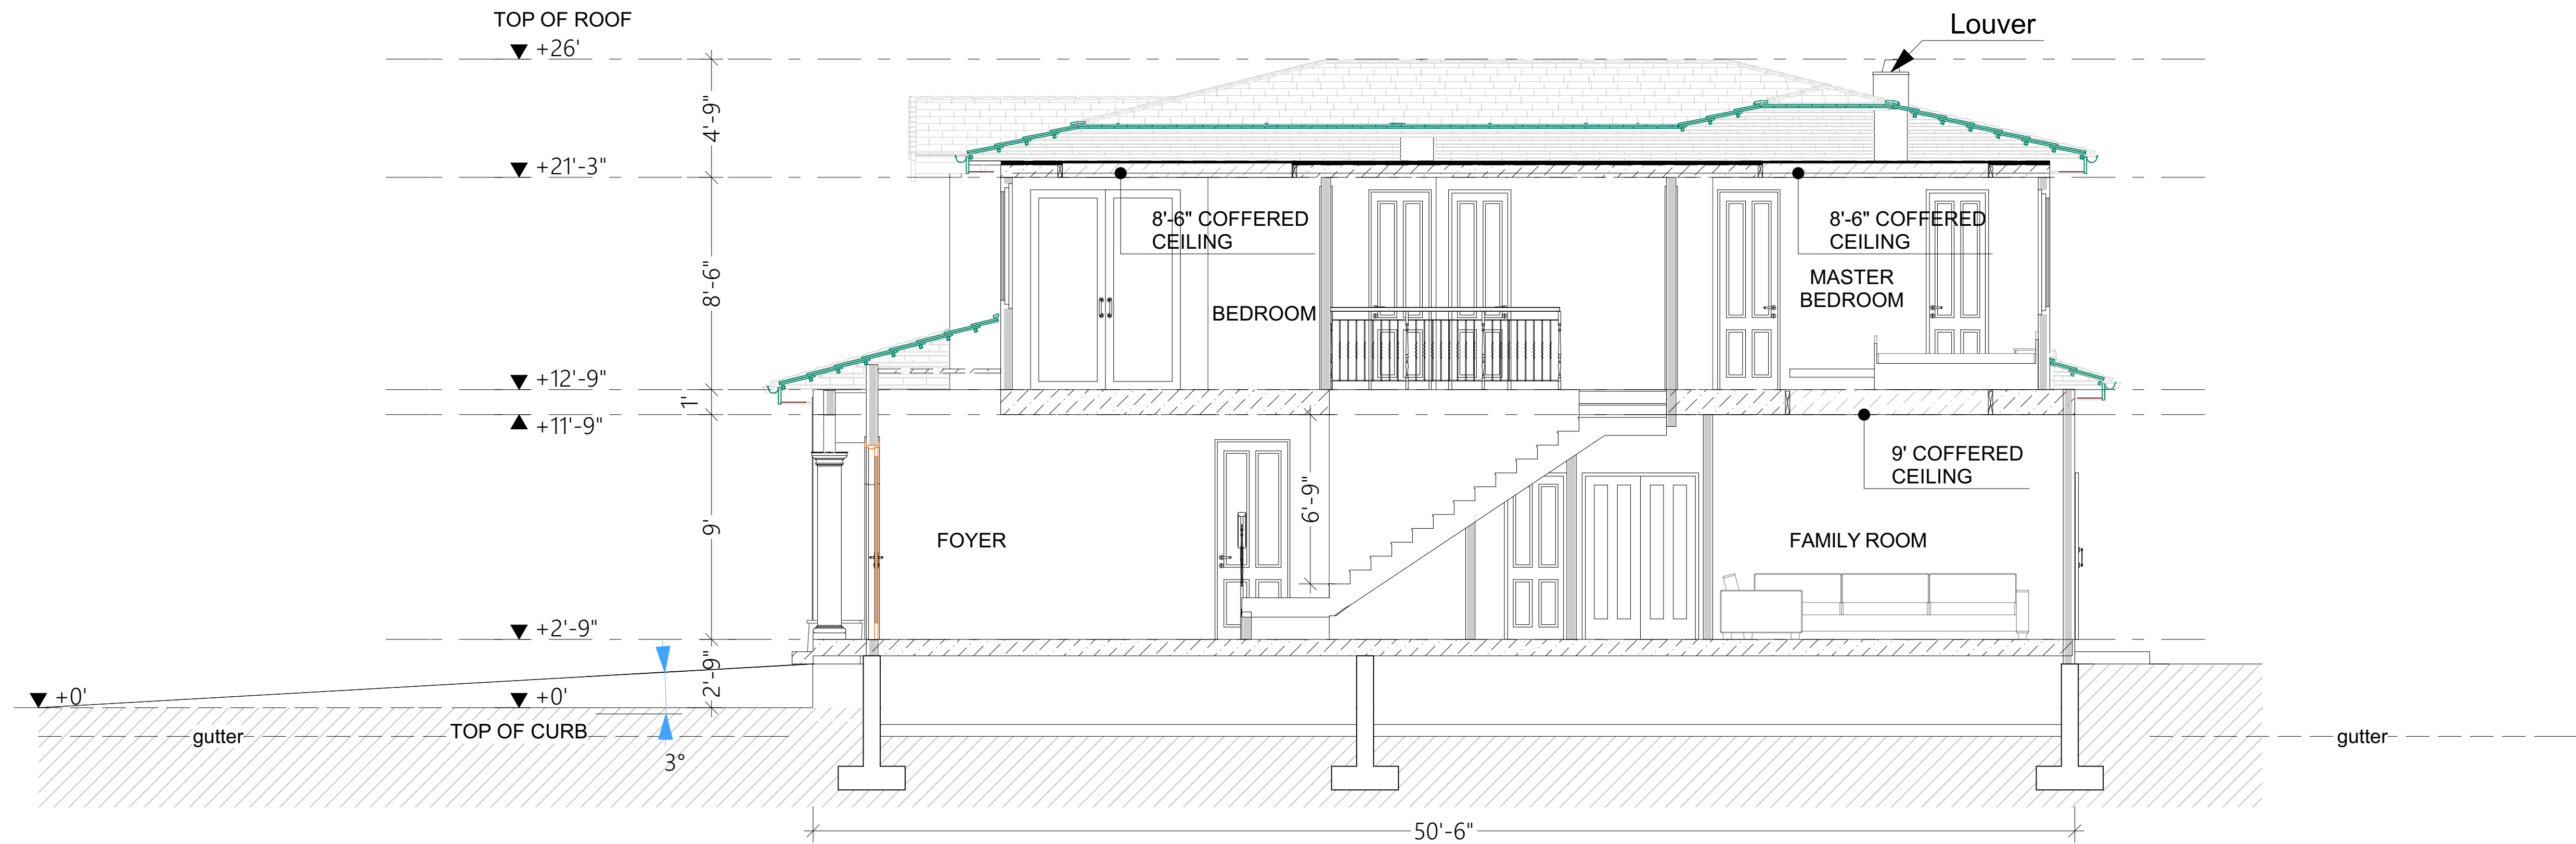 TOP OF ROOF
Louver
+26'
4'-9"
+21'-3"
8'-6" COFFERED
CEILING
8'-6" COFFERED
CEILING
8'-6"
MASTER
BEDROOM
BEDROOM
+12'-9"
1'
+11'-9"
9' COFFERED
CEILING
6'-9"
9'
FOYER
FAMILY ROOM
+2'-9"
2'-9"
+0'
+0'
TOP OF CURB
gutter
gutter
3°
50'-6"